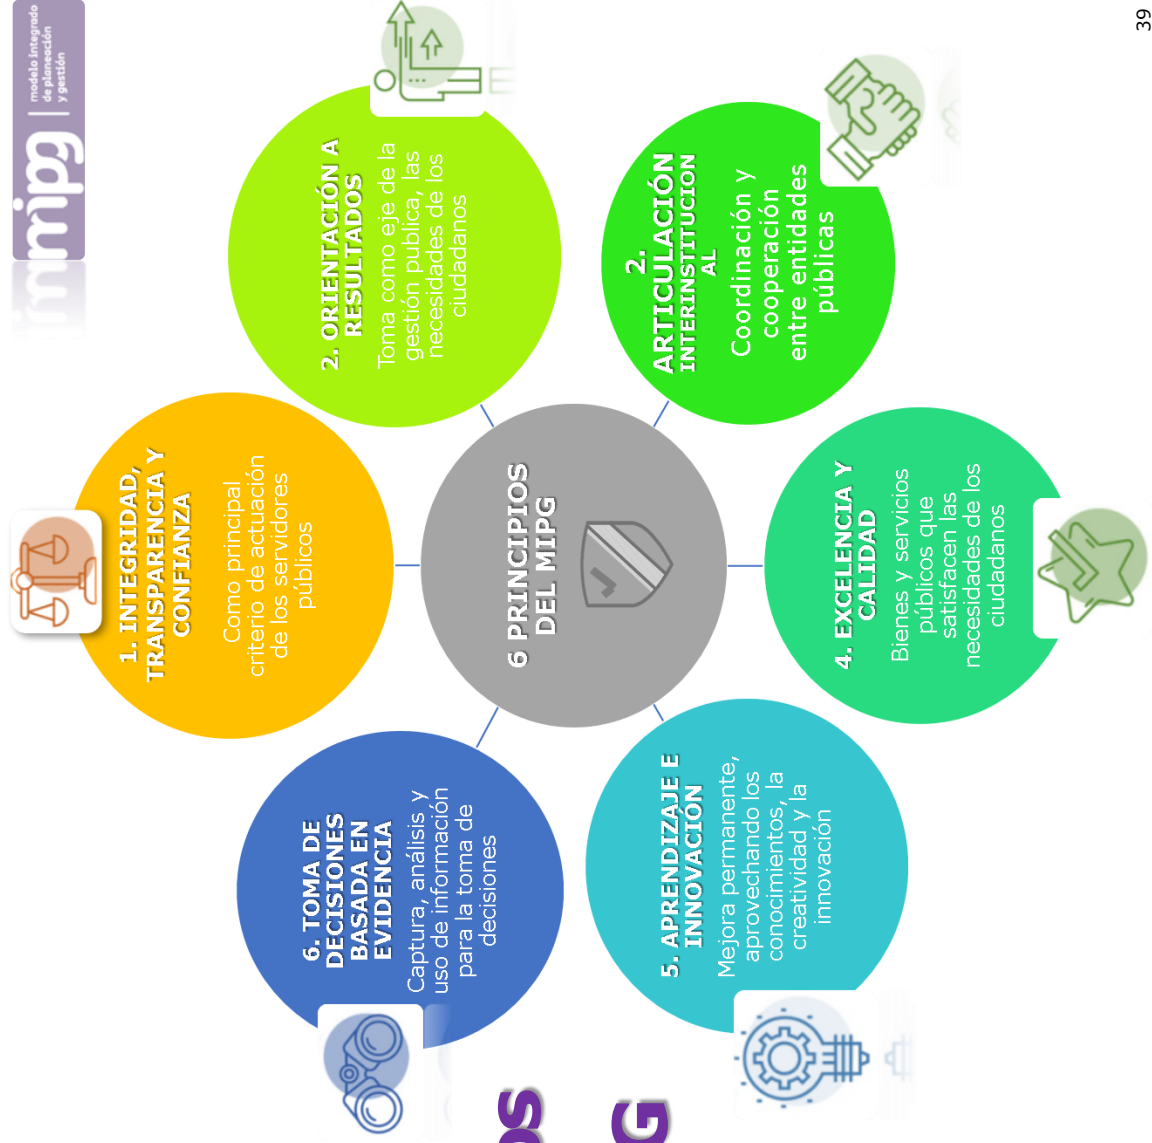 mipg
modelo integrado
de planeación
y gestión
1. INTEGRIDAD,
TRANSPARENCIA Y
CONFIANZA
Como principal
criterio de actuación
de los servidores
públicos
2. ORIENTACIÓN A
RESULTADOS
Toma como eje de la
gestión publica, las
necesidades de los
ciudadanos
2.
ARTICULACIÓN
INTERINSTITUCION
AL
Coordinación y
cooperación
entre entidades
públicas
4. EXCELENCIA Y
CALIDAD
Bienes y servicios
públicos que
satisfacen las
necesidades de los
ciudadanos
5. APRENDIZAJE E
INNOVACIÓN
Mejora permanente,
aprovechando los
conocimientos, la
creatividad y la
innovación
6. TOMA DE
DECISIONES
BASADA EN
EVIDENCIA
Captura, análisis y
uso de información
para la toma de
decisiones
6 PRINCIPIOS
DEL MIPG
39